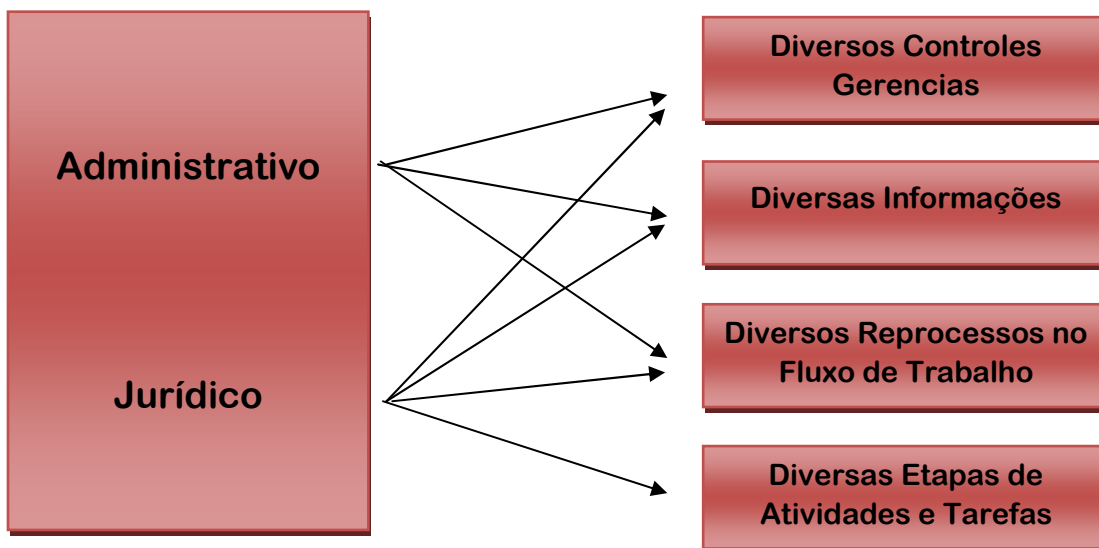 Administrativo
Jurídico
Diversos Controles
Gerencias
Diversas Informações
Diversos Reprocessos no
Fluxo de Trabalho
Diversas Etapas de
Atividades e Tarefas